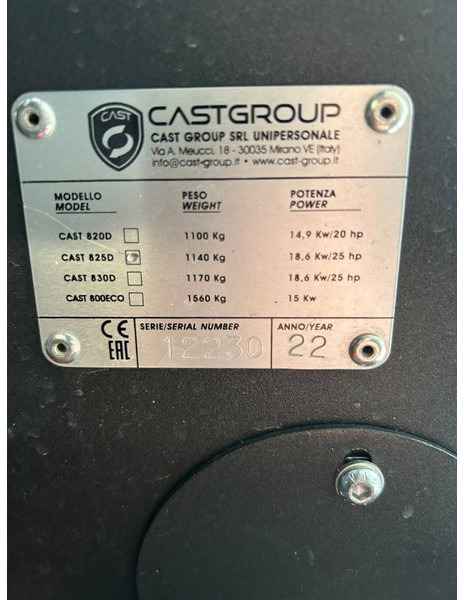 CAST CASTGROUP
CAST GROUP SRL UNIPERSONALE
Via A. Meucci, 18 - 30035 Mirano VE (Italy)
info@cast-group.it • www.cast-group.it
MODELLO PESO POTENZA
MODEL WEIGHT POWER
CAST 820D 1100 Kg 14,9 Kw/20 hp
CAST 825D 1140 Kg 18,6 Kw/25 hp
CAST 830D 1170 Kg 18,6 Kw/25 hp
CAST 800ECO 1560 Kg 15 Kw
CE SERIE/SERIAL NUMBER ANNO/YEAR
EAC 12230 22